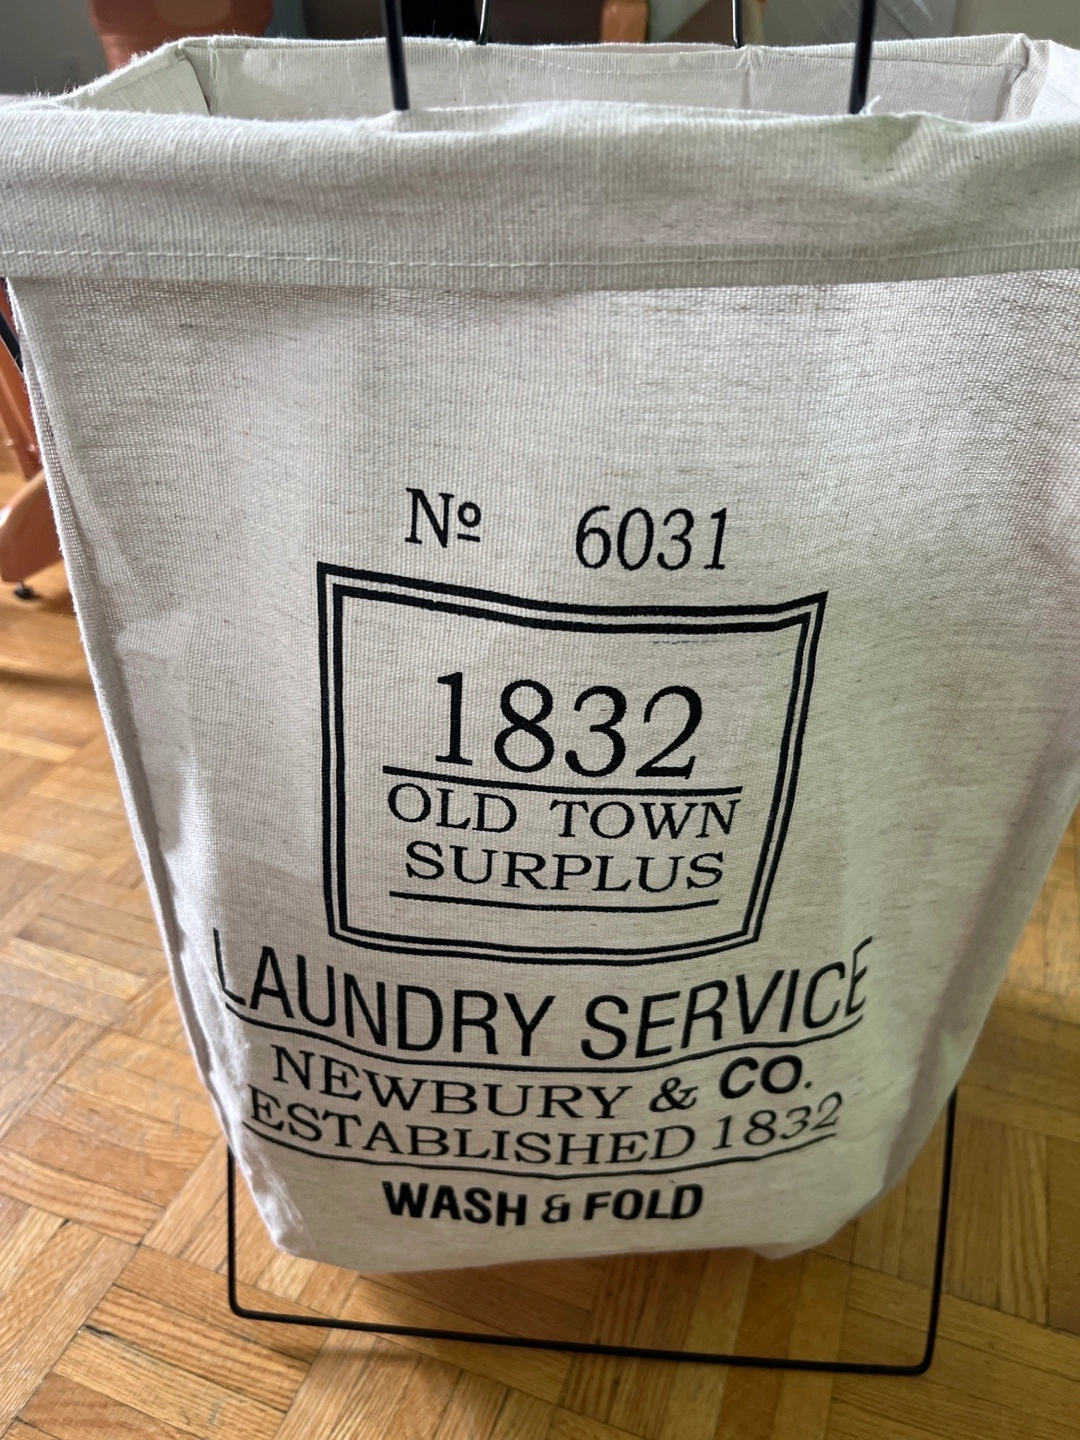 Nº 6031
1832
OLD TOWN
SURPLUS
LAUNDRY SERVICE
NEWBURY & CO.
ESTABLISHED 1832
WASH & FOLD